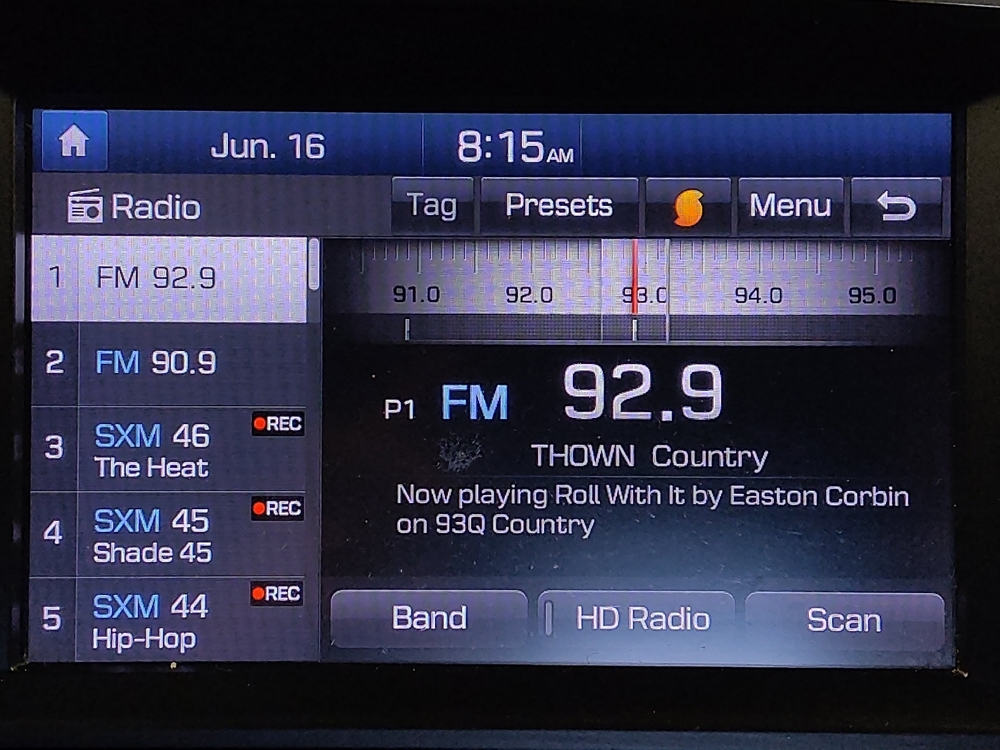 Jun. 16 8:15 AM
Radio Tag Presets Menu
1 FM 92.9
2 FM 90.9
3 SXM 46 REC
The Heat
4 SXM 45 REC
Shade 45
5 SXM 44 REC
Hip-Hop
91.0 92.0 93.0 94.0 95.0
P1 FM 92.9
THOWN Country
Now playing Roll With It by Easton Corbin
on 93Q Country
Band HD Radio Scan